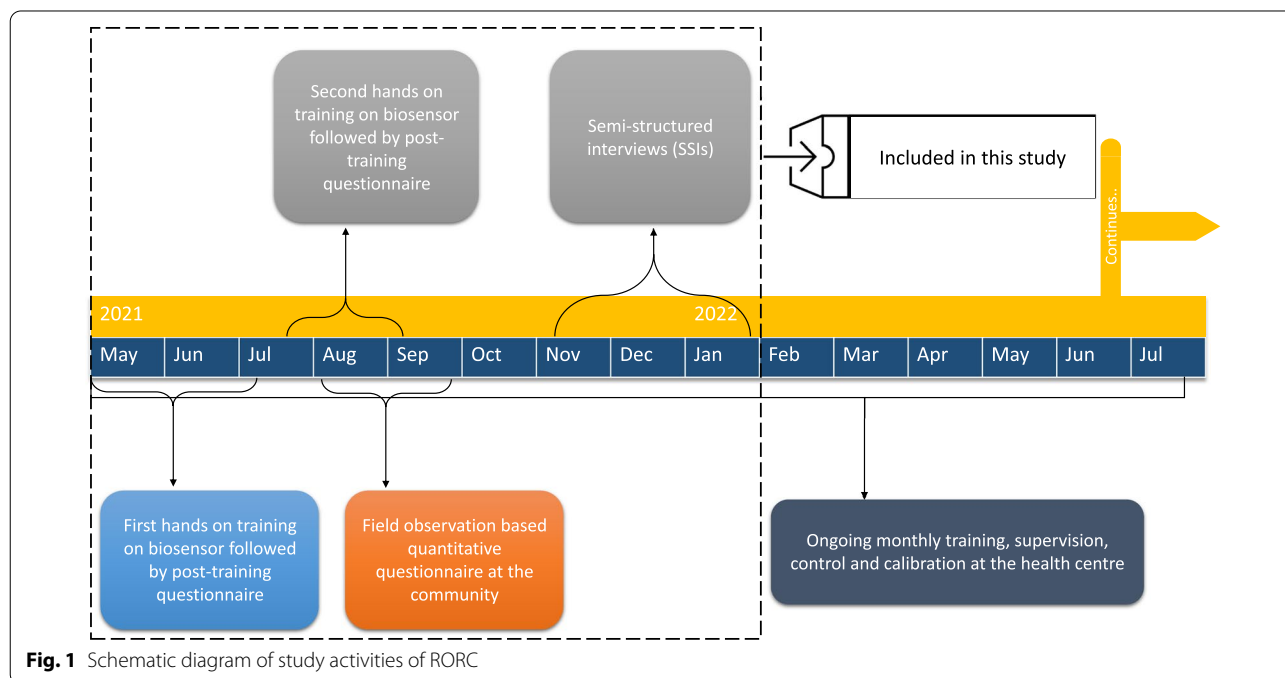 Second hands on
training on biosensor
followed by post-
training
questionnaire
Semi-structured
interviews (SSIs)
Included in this study
Continues..
2021
2022
May Jun Jul Aug Sep Oct Nov Dec Jan Feb Mar Apr May Jun Jul
First hands on training
on biosensor followed
by post-training
questionnaire
Field observation based
quantitative
questionnaire at the
community
Ongoing monthly training, supervision,
control and calibration at the health centre
Fig. 1 Schematic diagram of study activities of RORC